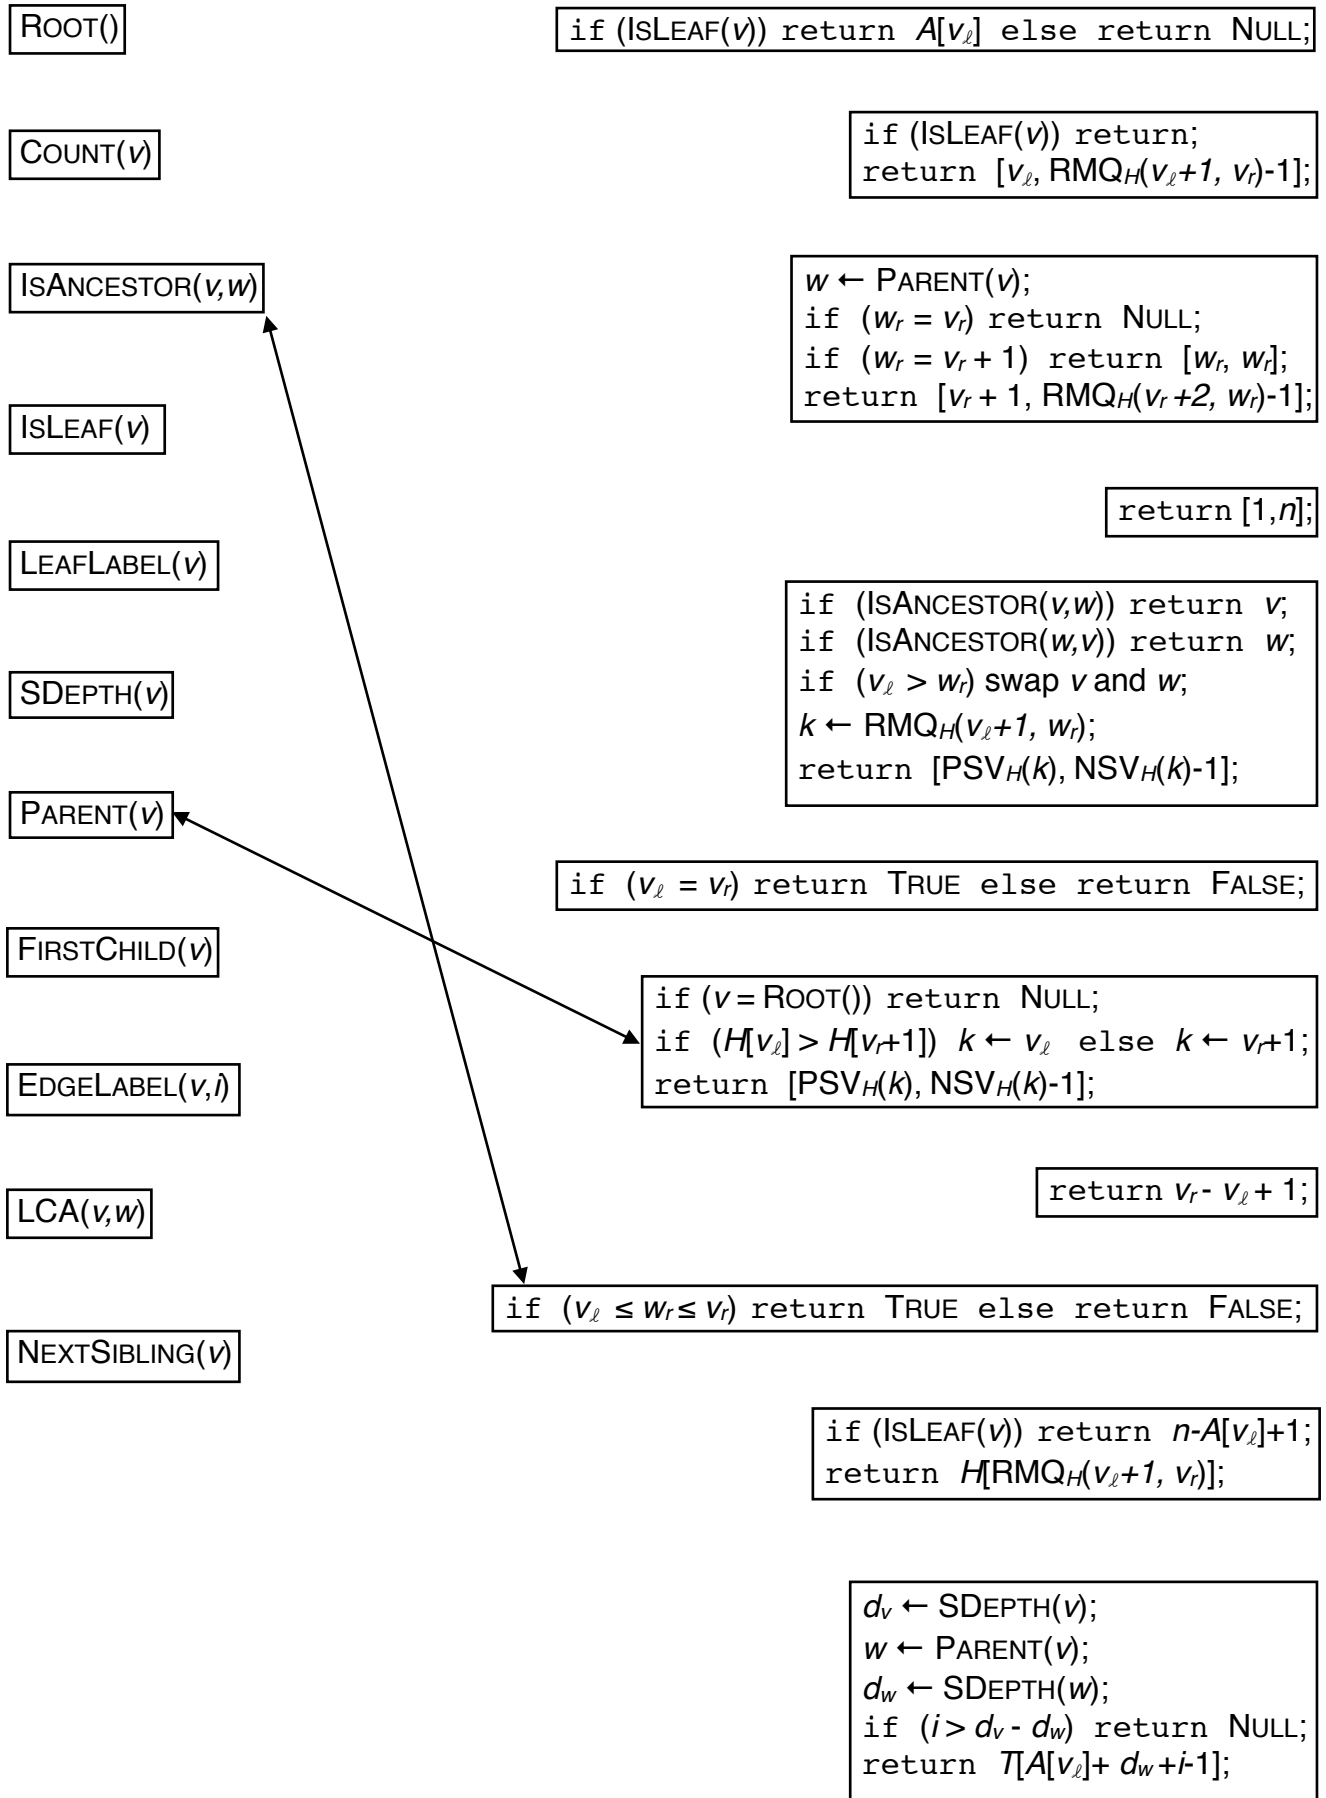 ROOT()
if (ISLEAF(v)) return A[vℓ] else return NULL;
COUNT(v)
if (ISLEAF(v)) return;
return [vℓ, RMQH(vℓ+1, vr)-1];
ISANCESTOR(v,w)
w ← PARENT(v);
if (wr = vr) return NULL;
if (wr = vr + 1) return [wr, wr];
return [vr + 1, RMQH(vr+2, wr)-1];
ISLEAF(v)
return [1,n];
LEAFLABEL(v)
if (ISANCESTOR(v,w)) return v;
if (ISANCESTOR(w,v)) return w;
if (vℓ > wr) swap v and w;
k ← RMQH(vℓ+1, wr);
return [PSVH(k), NSVH(k)-1];
SDEPTH(v)
PARENT(v)
if (vℓ = vr) return TRUE else return FALSE;
FIRSTCHILD(v)
if (v = ROOT()) return NULL;
if (H[vℓ] > H[vr+1]) k ← vℓ else k ← vr+1;
return [PSVH(k), NSVH(k)-1];
EDGELABEL(v,i)
LCA(v,w)
return vr - vℓ + 1;
if (vℓ ≤ wr ≤ vr) return TRUE else return FALSE;
NEXTSIBLING(v)
if (ISLEAF(v)) return n-A[vℓ]+1;
return H[RMQH(vℓ+1, vr)];
dv ← SDEPTH(v);
w ← PARENT(v);
dw ← SDEPTH(w);
if (i > dv - dw) return NULL;
return T[A[vℓ]+ dw+i-1];